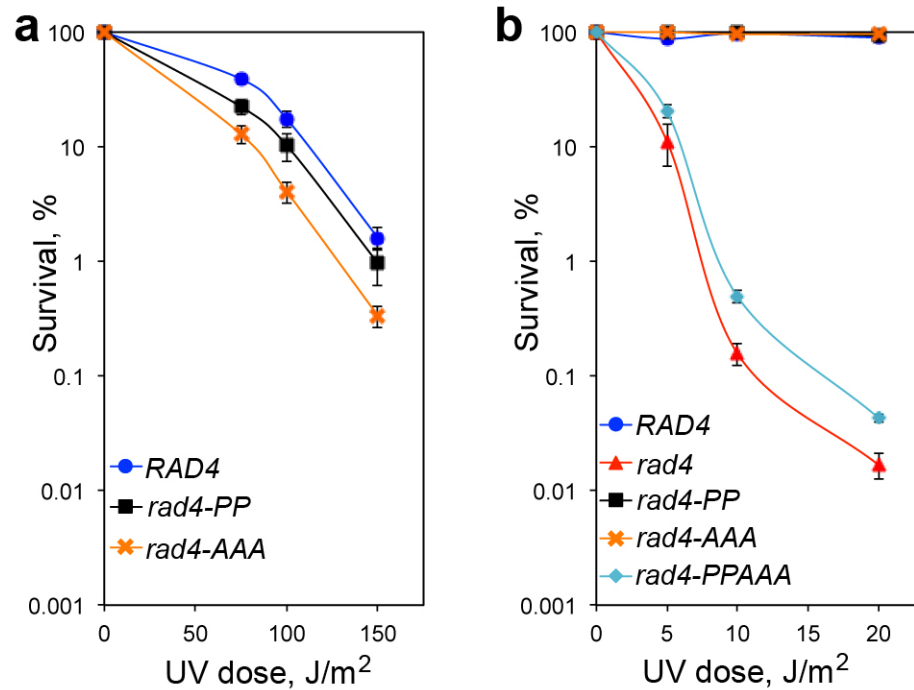 a
Survival, %
100
10
1
0.1
0.01
0.001
RAD4
rad4-PP
rad4-AAA
0
50
100
150
UV dose, J/m²
b
Survival, %
100
10
1
0.1
0.01
0.001
RAD4
rad4
rad4-PP
rad4-AAA
rad4-PPAAA
0
5
10
20
15
UV dose, J/m²